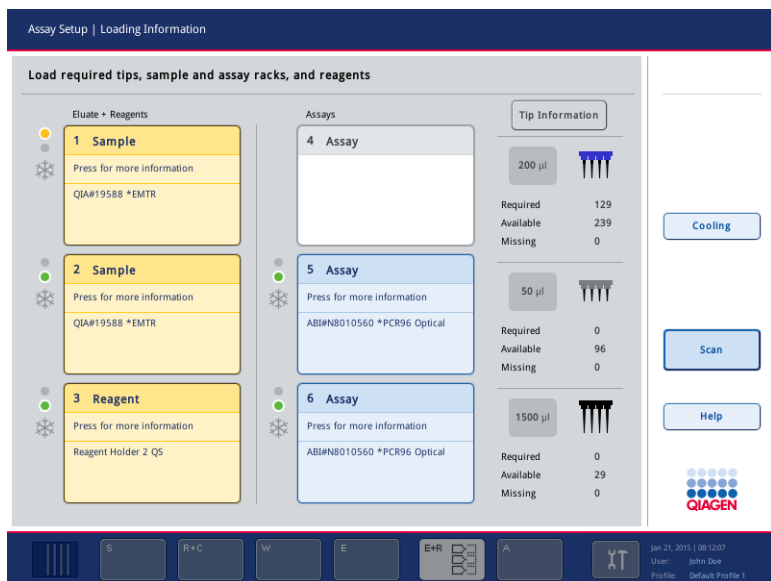 Assay Setup | Loading Information
Load required tips, sample and assay racks, and reagents
Eluate + Reagents
Assays
Tip Information
1 Sample
Press for more information
QIA#19588 *EMTR
4 Assay
200 µl
Required 129
Available 239
Missing 0
Cooling
2 Sample
Press for more information
QIA#19588 *EMTR
5 Assay
Press for more information
ABI#N8010560 *PCR96 Optical
50 µl
Required 0
Available 96
Missing 0
Scan
3 Reagent
Press for more information
Reagent Holder 2 QS
6 Assay
Press for more information
ABI#N8010560 *PCR96 Optical
1500 µl
Required 0
Available 29
Missing 0
Help
QIAGEN
S
R+C
W
E
E+R
A
Jan 21, 2015 | 08:12:07
User: John Doe
Profile: Default Profile 1